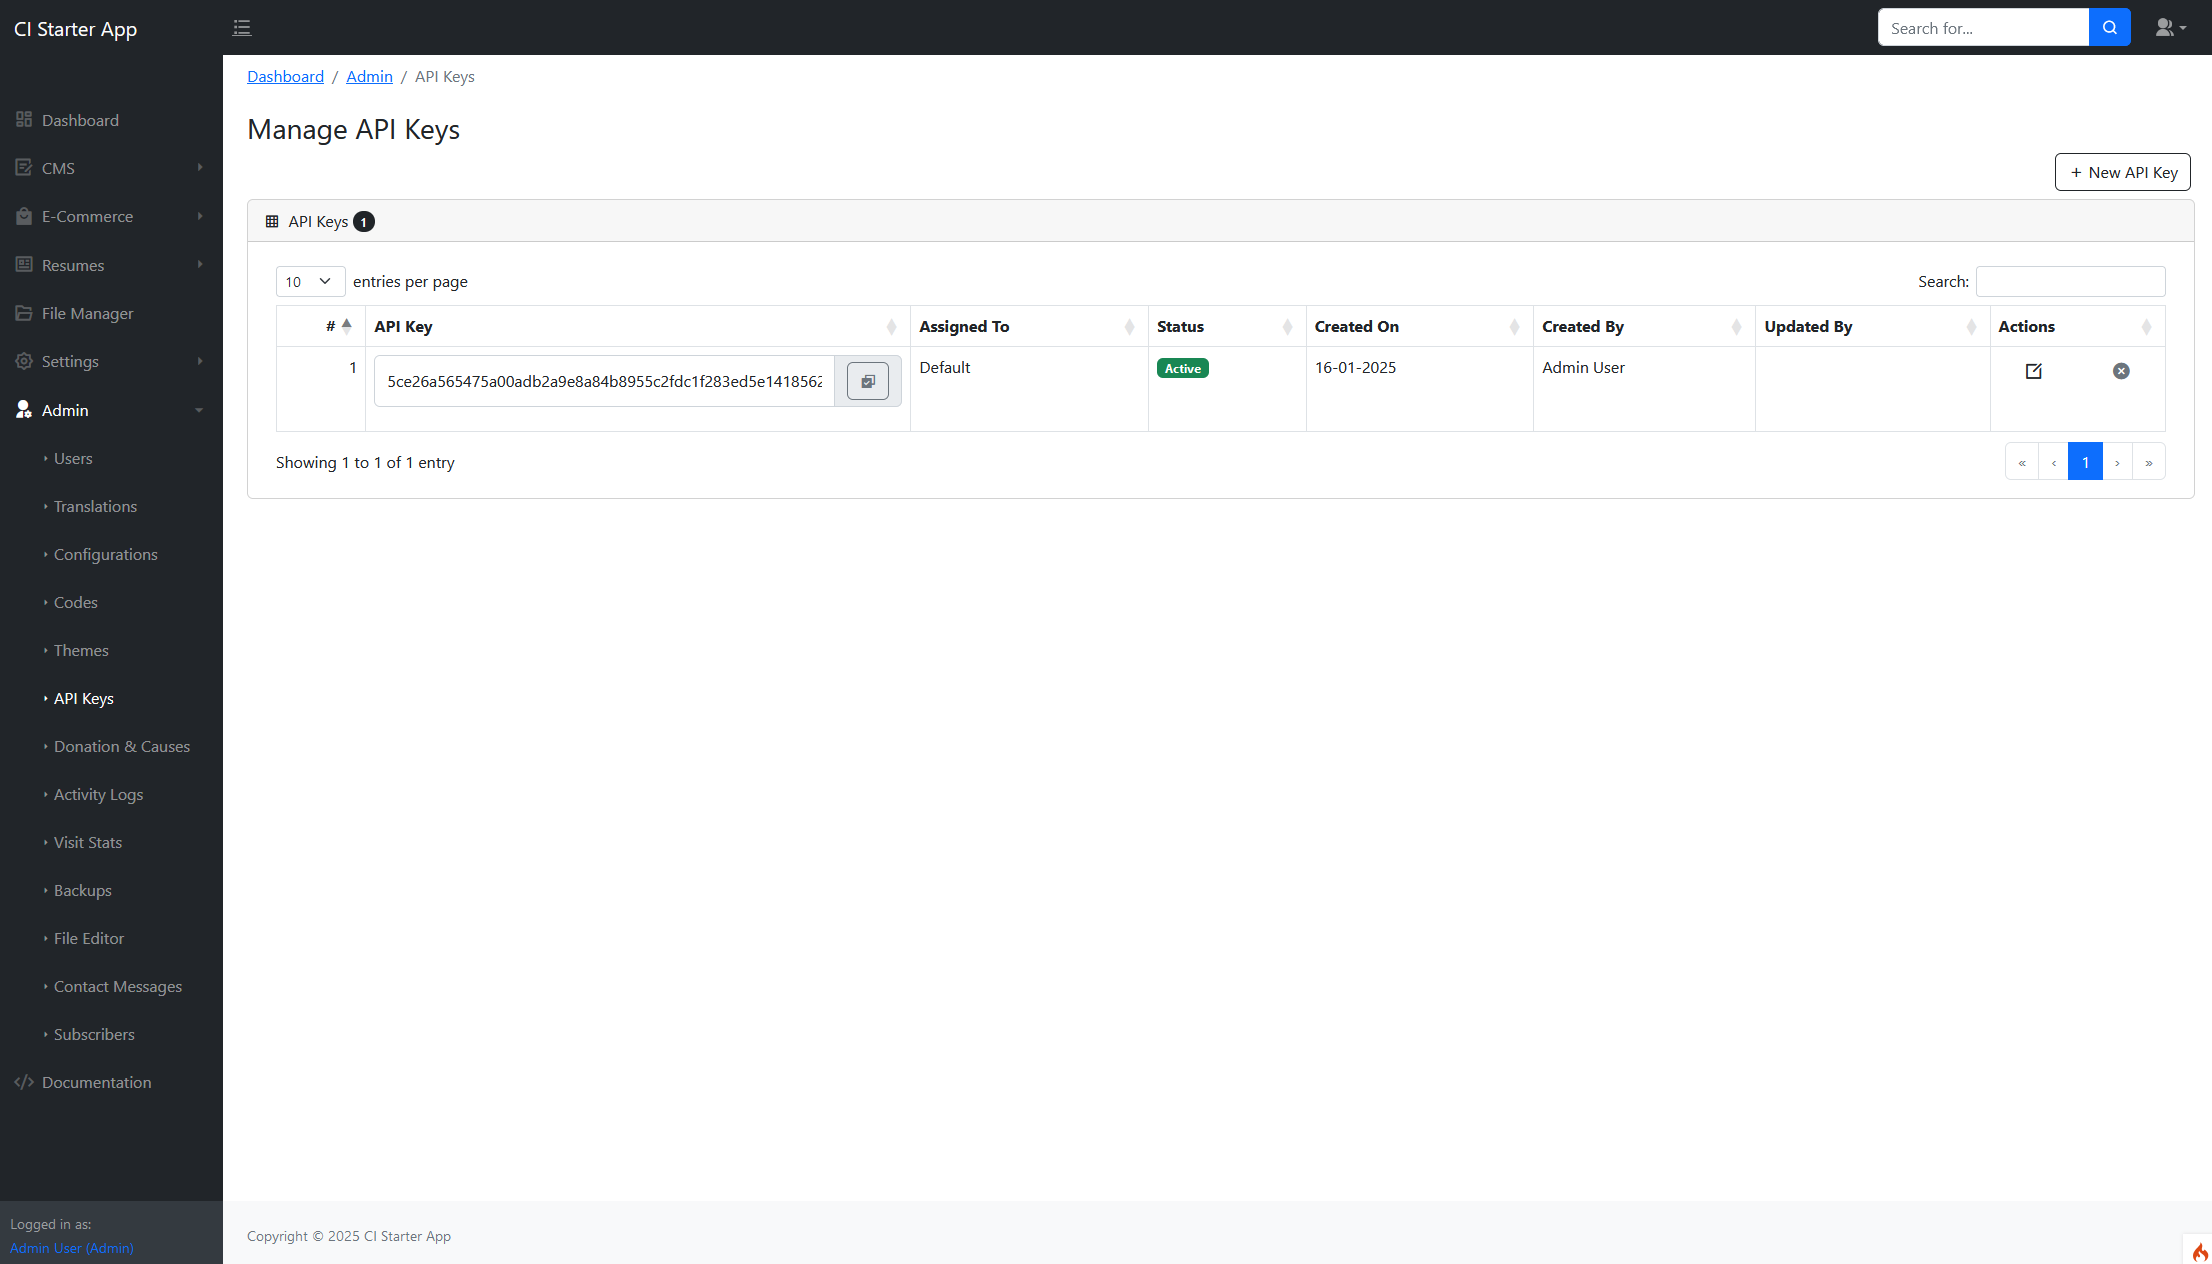 CI Starter App
Search for...
Dashboard
CMS
E-Commerce
Resumes
File Manager
Settings
Admin
Users
Translations
Configurations
Codes
Themes
API Keys
Donation & Causes
Activity Logs
Visit Stats
Backups
File Editor
Contact Messages
Subscribers
Documentation
Logged in as:
Admin User (Admin)
Dashboard / Admin / API Keys
Manage API Keys
+ New API Key
API Keys 1
10 entries per page
Search:
# API Key Assigned To Status Created On Created By Updated By Actions
1 5ce26a565475a00adb2a9e8a84b8955c2fdc1f283ed5e1418562 Default Active 16-01-2025 Admin User
Showing 1 to 1 of 1 entry
« ‹ 1 › »
Copyright © 2025 CI Starter App